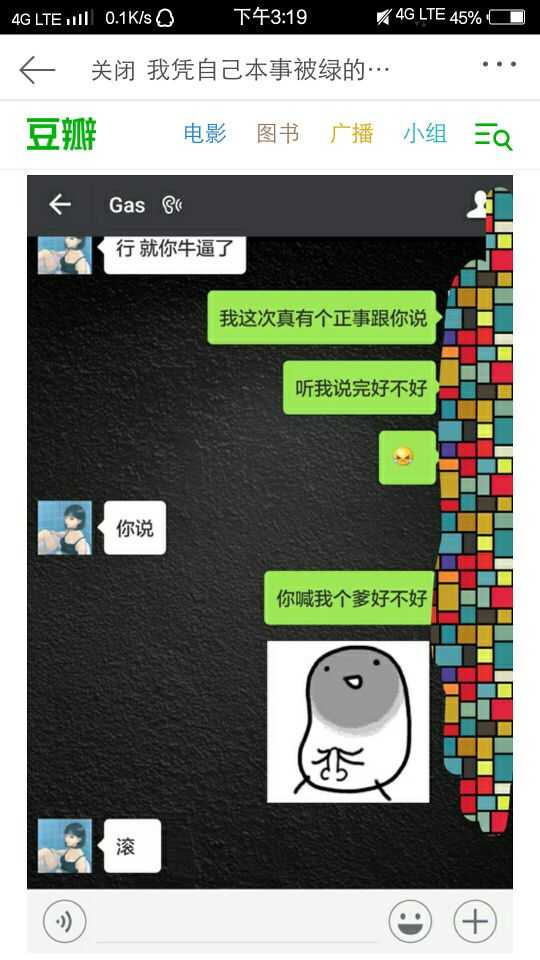 4G LTE 0.1K/s 下午3:19 4G LTE 45%
关闭 我凭自己本事被绿的…
豆瓣 电影 图书 广播 小组
Gas
行 就你牛逼了
我这次真有个正事跟你说
听我说完好不好
你说
你喊我个爹好不好
滚